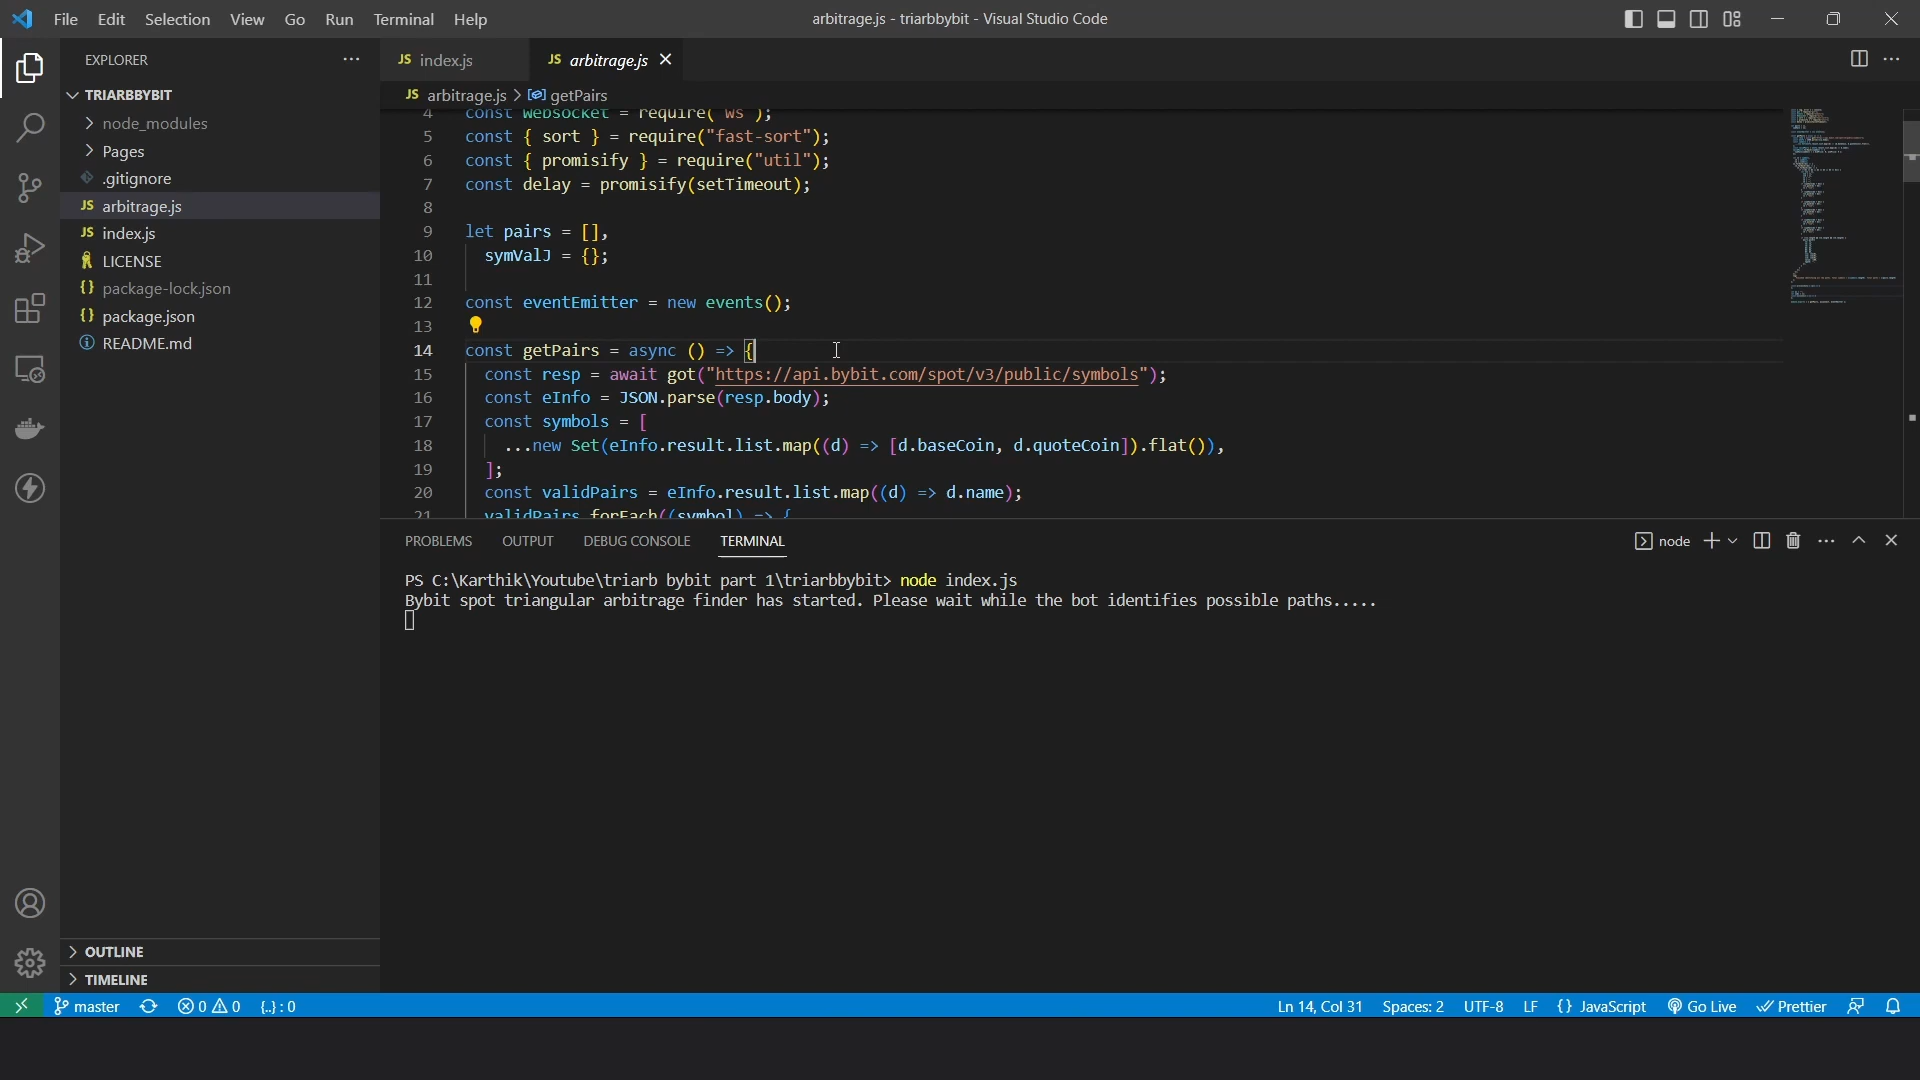 File Edit Selection View Go Run Terminal Help
arbitrage.js - triarbbybit - Visual Studio Code
EXPLORER
TRIARBBYBIT
node_modules
Pages
.gitignore
JS arbitrage.js
JS index.js
LICENSE
{} package-lock.json
{} package.json
README.md
OUTLINE
TIMELINE
JS index.js JS arbitrage.js
JS arbitrage.js > getPairs
4 const WebSocket = require("ws");
5 const { sort } = require("fast-sort");
6 const { promisify } = require("util");
7 const delay = promisify(setTimeout);
8
9 let pairs = [],
10 symValJ = {};
11
12 const eventEmitter = new events();
13
14 const getPairs = async () => {
15 const resp = await got("https://api.bybit.com/spot/v3/public/symbols");
16 const eInfo = JSON.parse(resp.body);
17 const symbols = [
18 ...new Set(eInfo.result.list.map((d) => [d.baseCoin, d.quoteCoin]).flat()),
19 ];
20 const validPairs = eInfo.result.list.map((d) => d.name);
21 validPairs.forEach((symbol) => {
PROBLEMS OUTPUT DEBUG CONSOLE TERMINAL
node
PS C:\Karthik\Youtube\triarb bybit part 1\triarbbybit> node index.js
Bybit spot triangular arbitrage finder has started. Please wait while the bot identifies possible paths.....
master 0 0 {..} : 0
Ln 14, Col 31 Spaces: 2 UTF-8 LF {} JavaScript Go Live Prettier